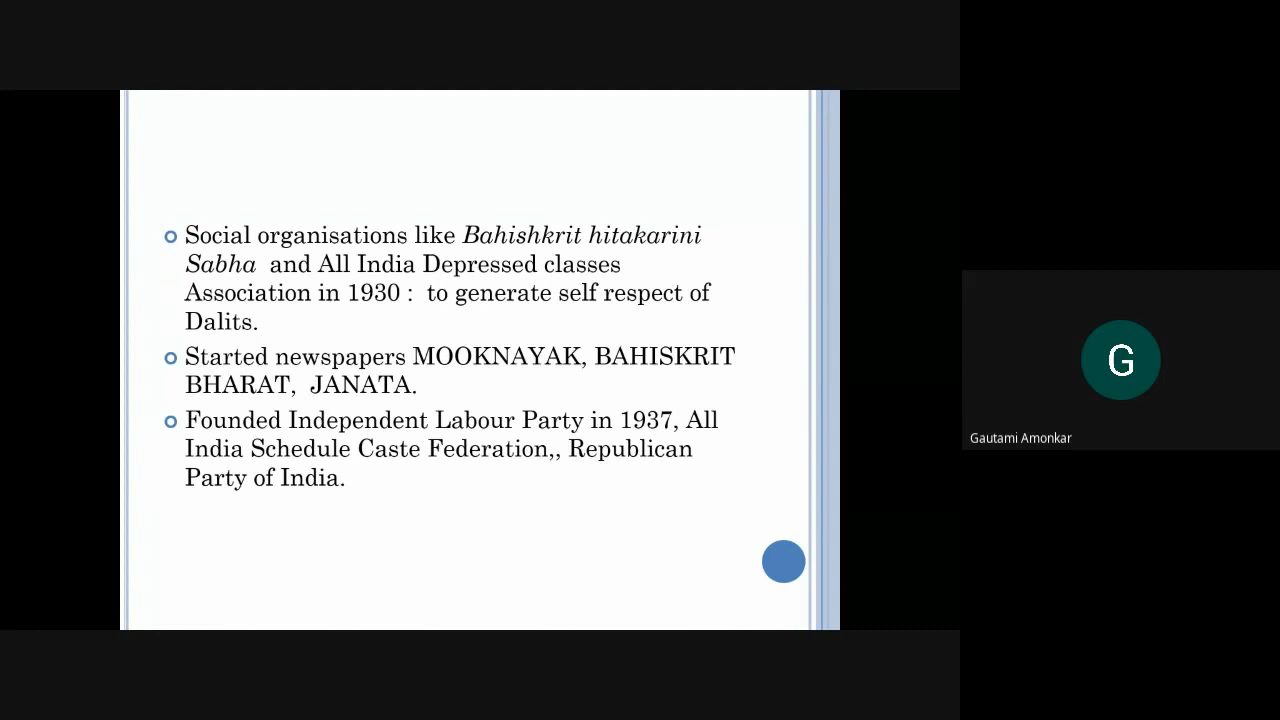 Social organisations like Bahishkrit hitakarini
Sabha and All India Depressed classes
Association in 1930 : to generate self respect of
Dalits.
Started newspapers MOOKNAYAK, BAHISKRIT
BHARAT, JANATA.
Founded Independent Labour Party in 1937, All
India Schedule Caste Federation,, Republican
Party of India.
G
Gautami Amonkar